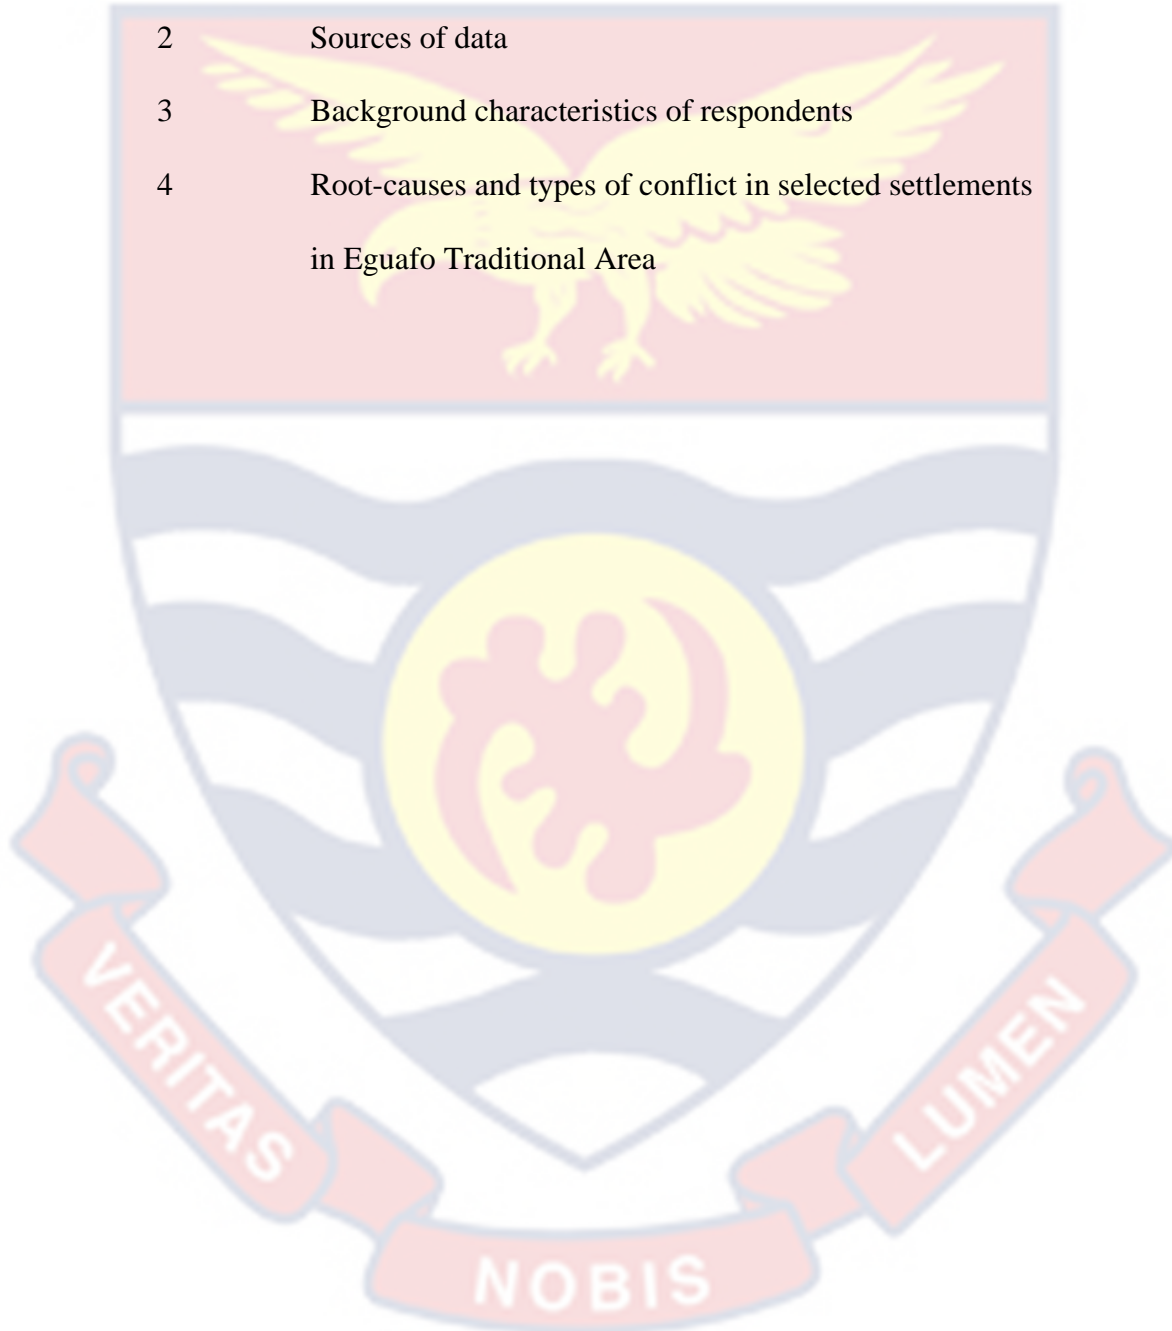 2 Sources of data
3 Background characteristics of respondents
4 Root-causes and types of conflict in selected settlements
in Eguafo Traditional Area
VERITAS
NOBIS
LUMEN